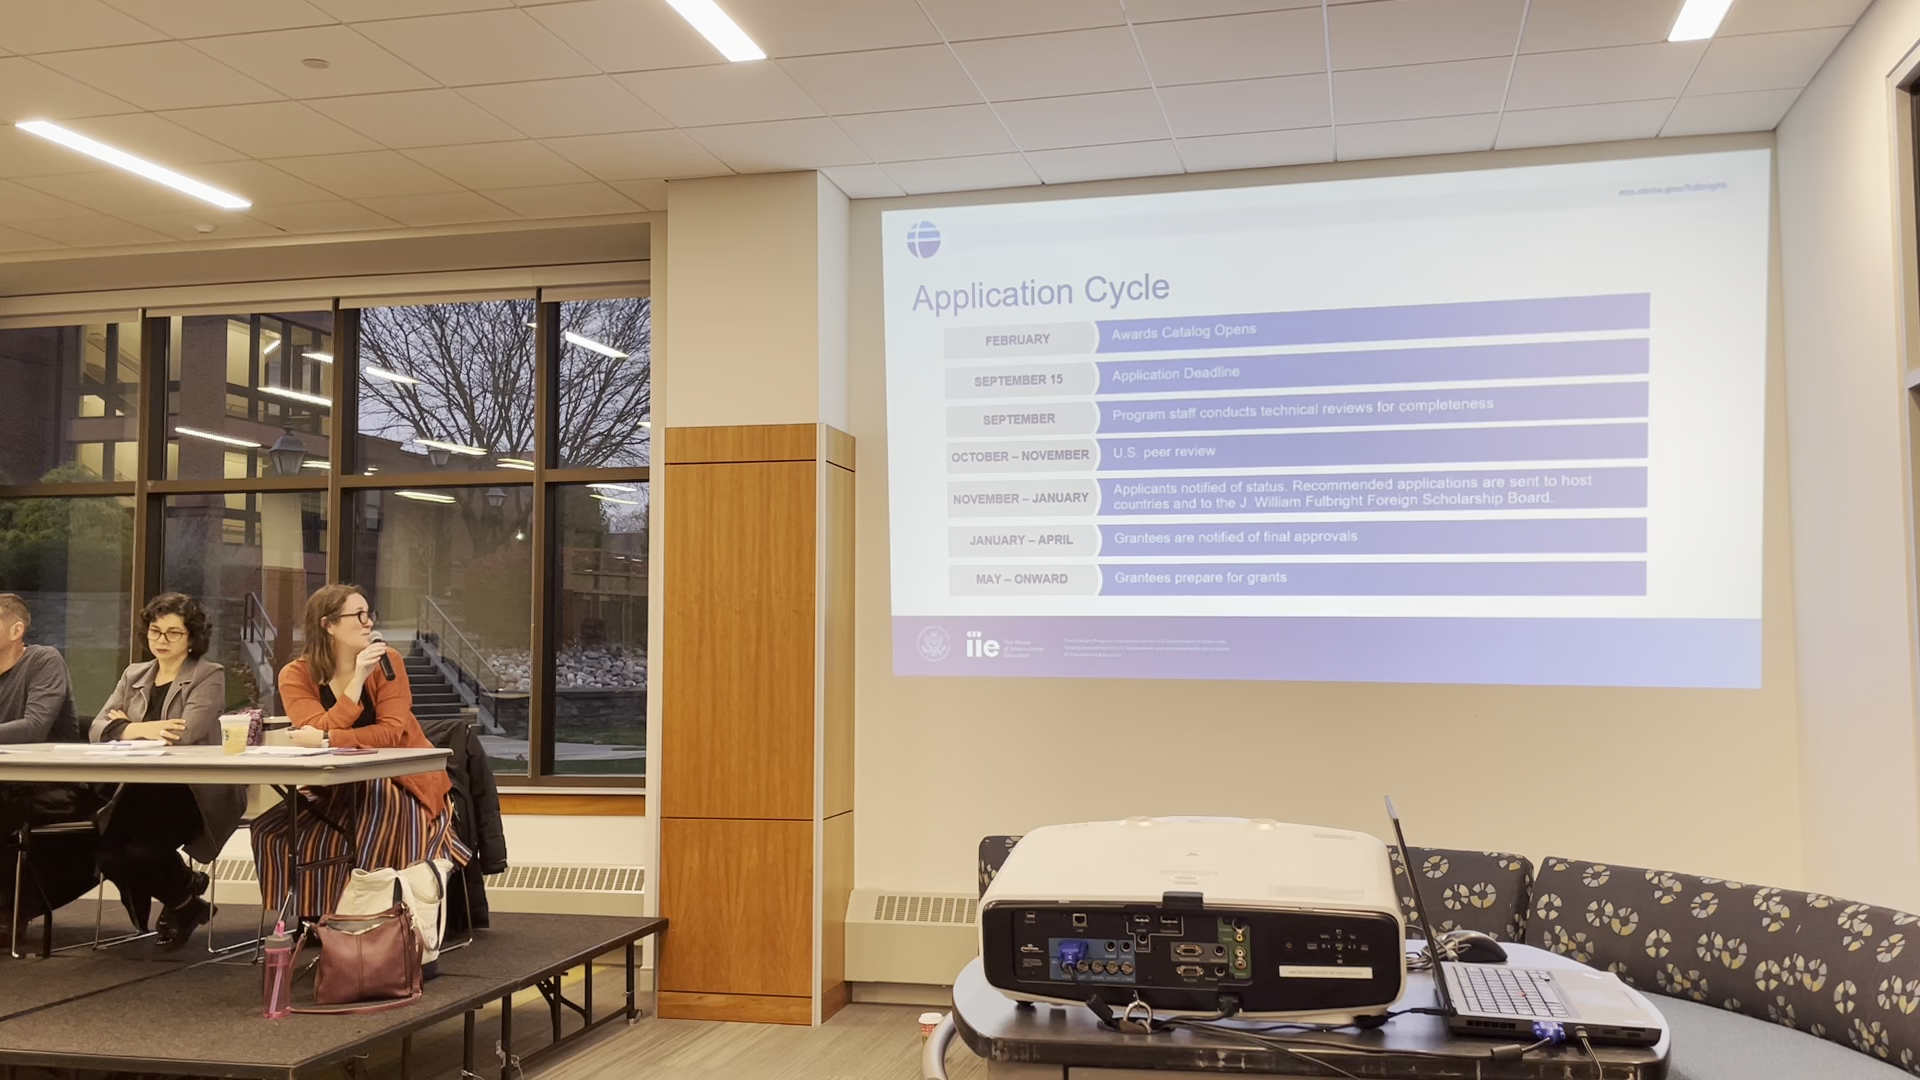 Application Cycle
FEBRUARY
Awards Catalog Opens
SEPTEMBER 15
Application Deadline
SEPTEMBER
Program staff conducts technical reviews for completeness
OCTOBER – NOVEMBER
U.S. peer review
NOVEMBER – JANUARY
Applicants notified of status. Recommended applications are sent to host
countries and to the J. William Fulbright Foreign Scholarship Board.
JANUARY – APRIL
Grantees are notified of final approvals
MAY – ONWARD
Grantees prepare for grants
iie